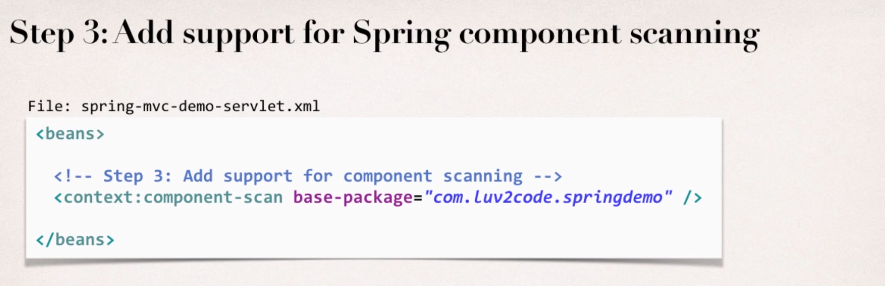 Step 3: Add support for Spring component scanning
File: spring-mvc-demo-servlet.xml
<beans>
<!-- Step 3: Add support for component scanning -->
<context:component-scan base-package="com.luv2code.springdemo" />
</beans>